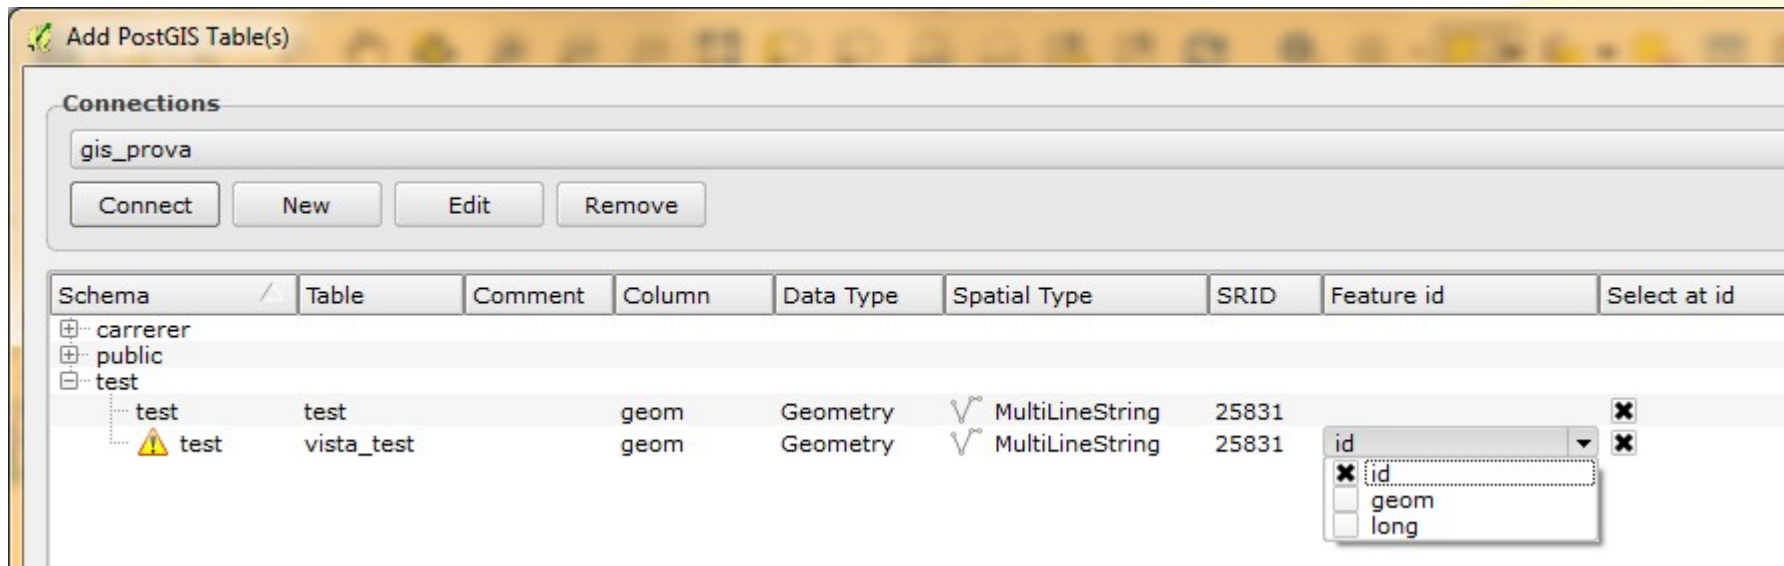 Add PostGIS Table(s)
Connections
gis_prova
Connect New Edit Remove
Schema Table Comment Column Data Type Spatial Type SRID Feature id Select at id
carrerer
public
test
test test geom Geometry MultiLineString 25831
test vista_test geom Geometry MultiLineString 25831 id
id
geom
long